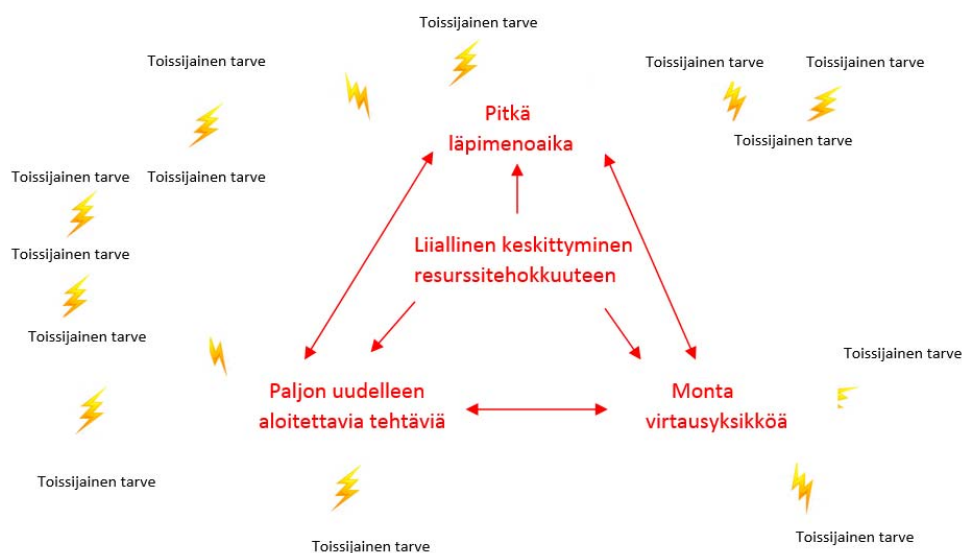 Toissijainen tarve
Toissijainen tarve
Toissijainen tarve
Toissijainen tarve
Pitkä
läpimenoaika
Toissijainen tarve
Toissijainen tarve
Toissijainen tarve
Toissijainen tarve
Liiallinen keskittyminen
resurssitehokkuuteen
Toissijainen tarve
Toissijainen tarve
Paljon uudelleen
aloitettavia tehtäviä
Monta
virtausyksikköä
Toissijainen tarve
Toissijainen tarve
Toissijainen tarve